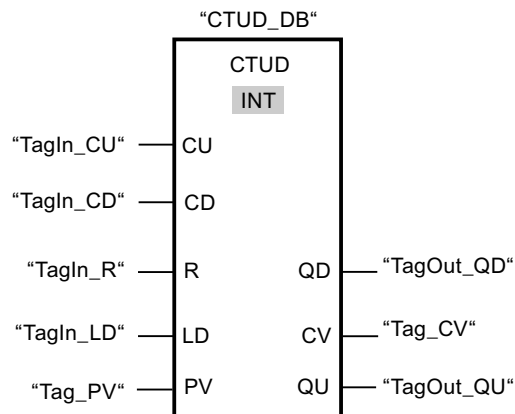 “CTUD_DB“
CTUD
INT
“TagIn_CU“ CU
“TagIn_CD“ CD
“TagIn_R“ R QD “TagOut_QD“
“TagIn_LD“ LD CV “Tag_CV“
“Tag_PV“ PV QU “TagOut_QU“